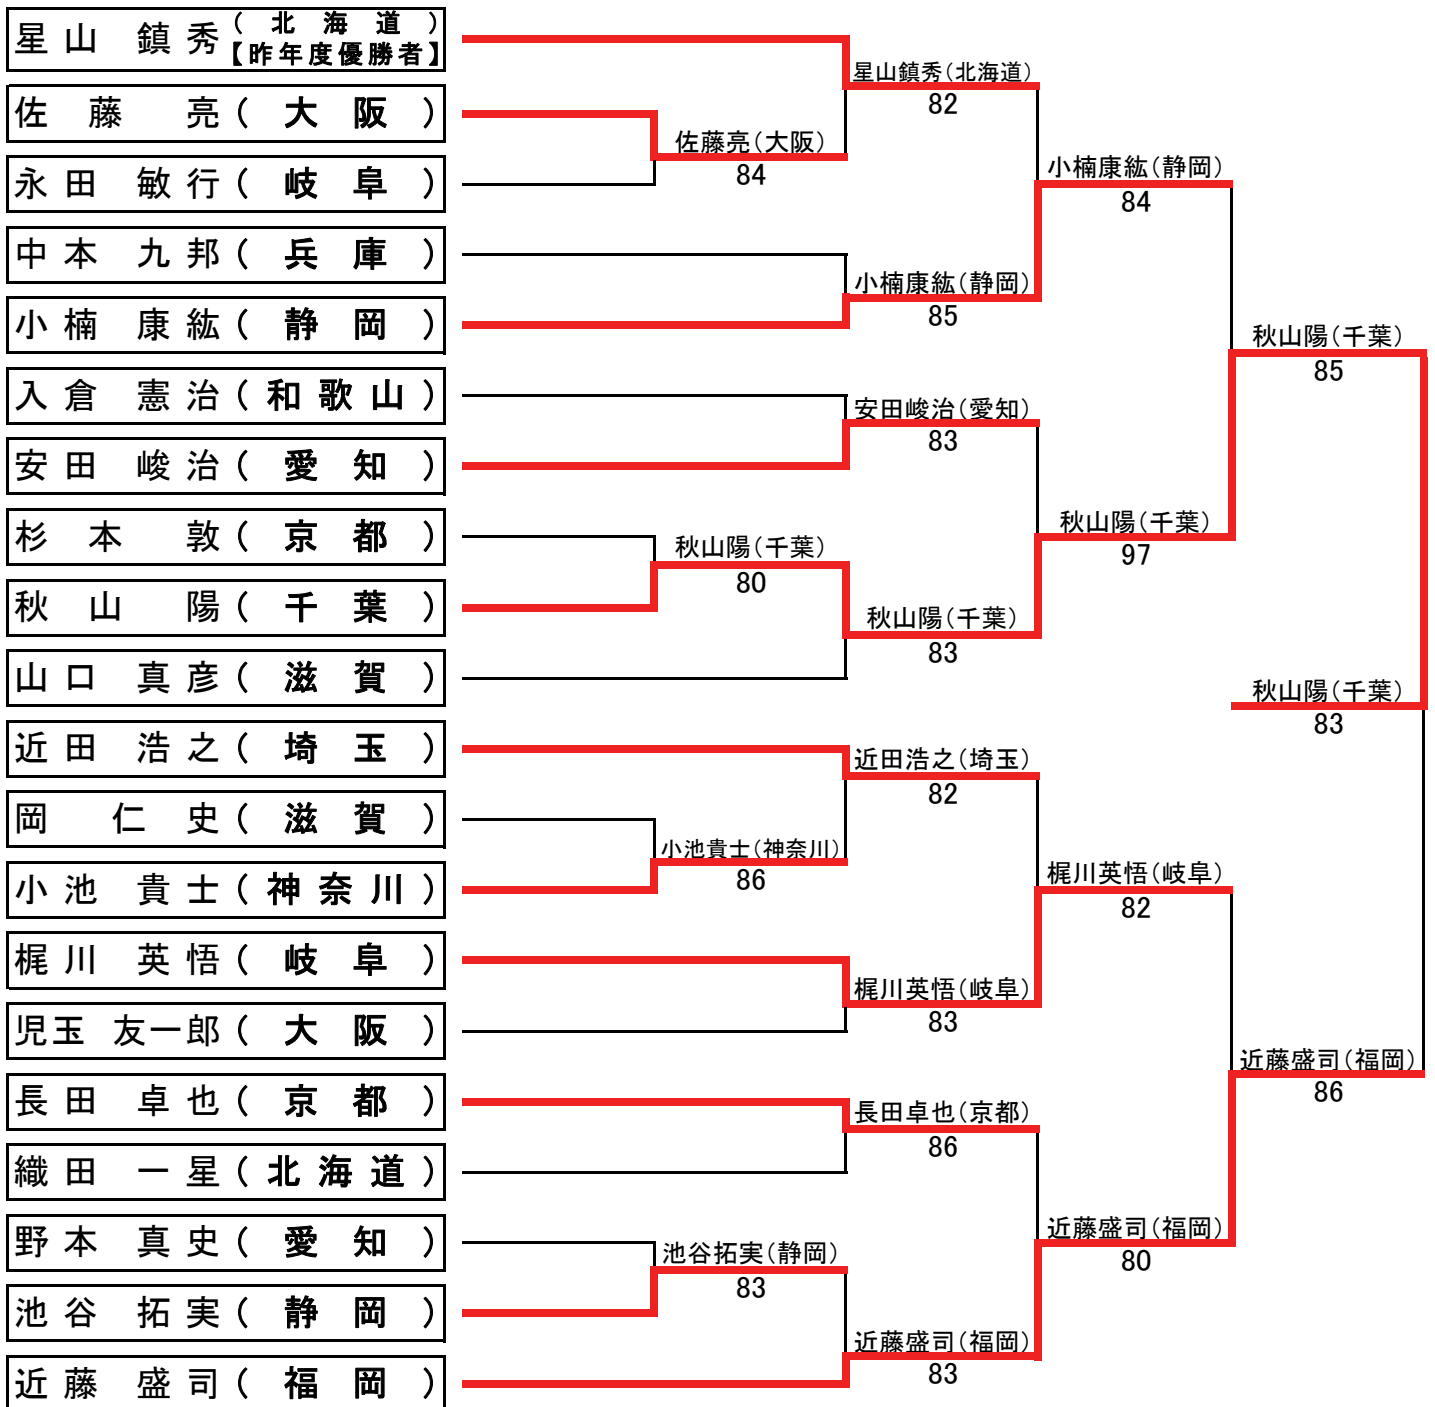 星山 鎮秀（北海道）
【昨年度優勝者】
佐藤 亮（大阪）
永田 敏行（岐阜）
中本 九邦（兵庫）
小楠 康紘（静岡）
入倉 憲治（和歌山）
安田 峻治（愛知）
杉本 敦（京都）
秋山 陽（千葉）
山口 真彦（滋賀）
近田 浩之（埼玉）
岡 仁史（滋賀）
小池 貴士（神奈川）
梶川 英悟（岐阜）
児玉 友一郎（大阪）
長田 卓也（京都）
織田 一星（北海道）
野本 真史（愛知）
池谷 拓実（静岡）
近藤 盛司（福岡）
佐藤亮（大阪）
84
秋山陽（千葉）
80
小池貴士（神奈川）
86
池谷拓実（静岡）
83
星山鎮秀（北海道）
82
小楠康紘（静岡）
85
安田峻治（愛知）
83
秋山陽（千葉）
83
近田浩之（埼玉）
82
梶川英悟（岐阜）
83
長田卓也（京都）
86
近藤盛司（福岡）
83
小楠康紘（静岡）
84
秋山陽（千葉）
97
梶川英悟（岐阜）
82
近藤盛司（福岡）
80
秋山陽（千葉）
85
秋山陽（千葉）
83
近藤盛司（福岡）
86